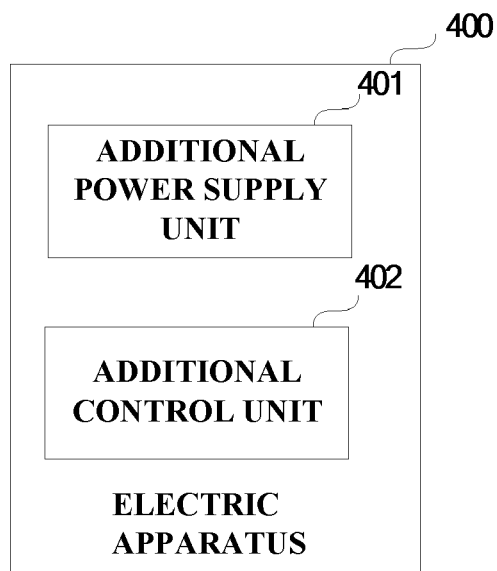 400
401
ADDITIONAL
POWER SUPPLY
UNIT
402
ADDITIONAL
CONTROL UNIT
ELECTRIC
APPARATUS